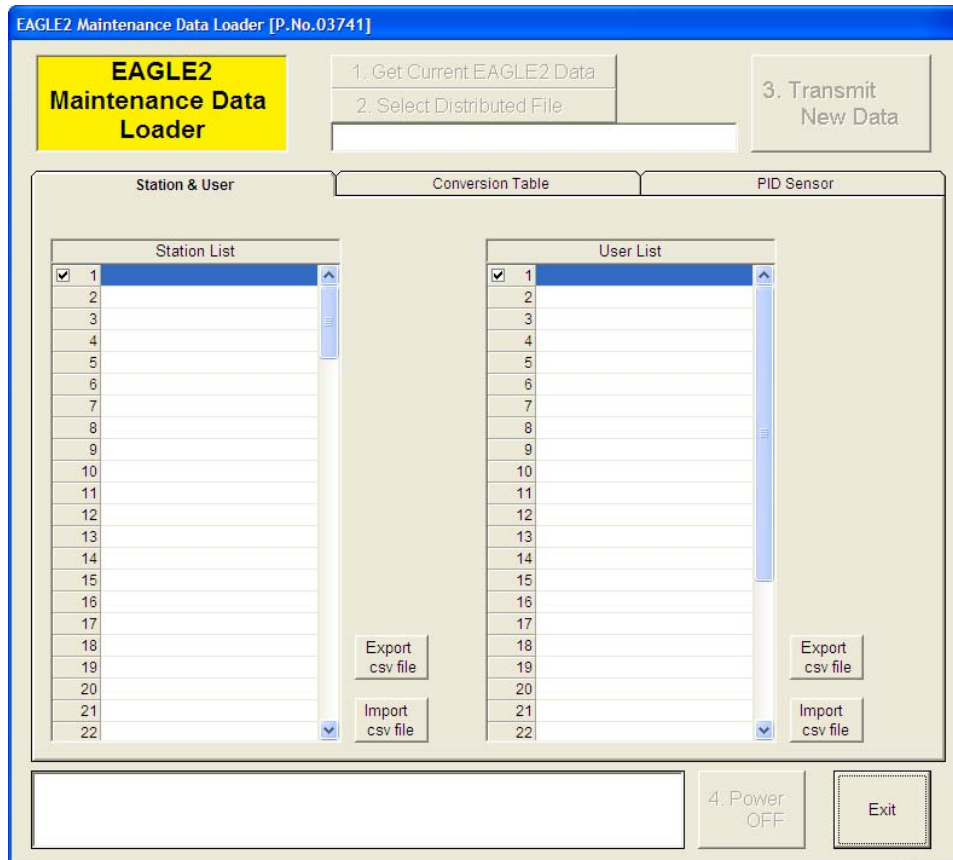 EAGLE2 Maintenance Data Loader [P.No.03741]
EAGLE2
Maintenance Data
Loader
1. Get Current EAGLE2 Data
2. Select Distributed File
3. Transmit
New Data
Station & User
Conversion Table
PID Sensor
Station List
1
2
3
4
5
6
7
8
9
10
11
12
13
14
15
16
17
18
19
20
21
22
Export
csv file
Import
csv file
User List
1
2
3
4
5
6
7
8
9
10
11
12
13
14
15
16
17
18
19
20
21
22
Export
csv file
Import
csv file
4. Power
OFF
Exit